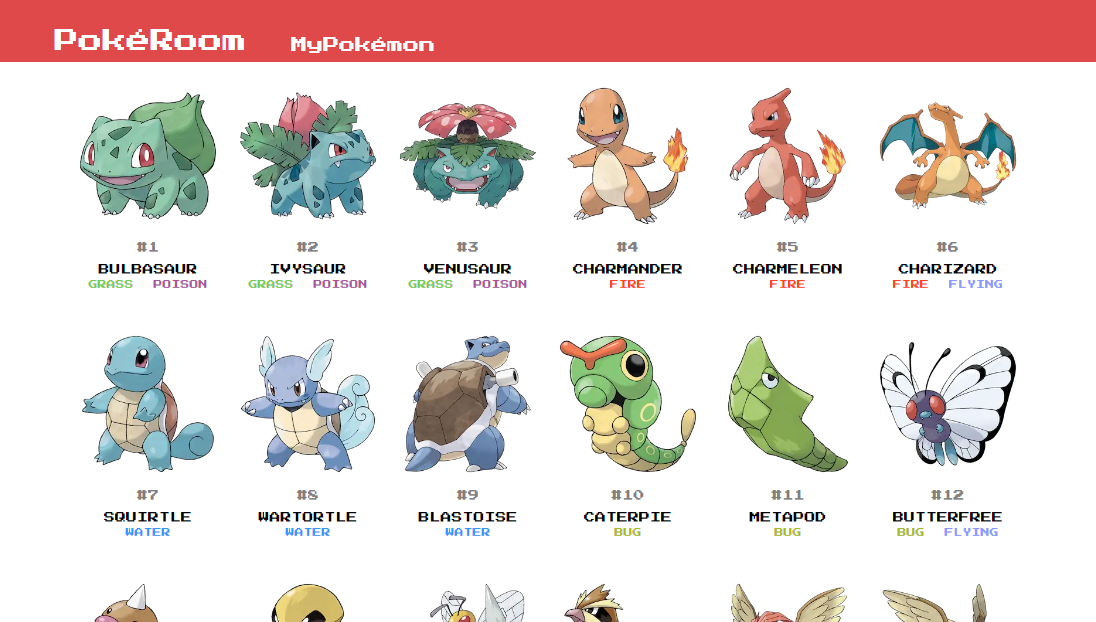 PokéRoom MyPokémon
#1 #2 #3 #4 #5 #6
BULBASAUR IVYSAUR VENUSAUR CHARMANDER CHARMELEON CHARIZARD
GRASS POISON GRASS POISON GRASS POISON FIRE FIRE FIRE FLYING
#7 #8 #9 #10 #11 #12
SQUIRTLE WARTORTLE BLASTOISE CATERPIE METAPOD BUTTERFREE
WATER WATER WATER BUG BUG BUG FLYING